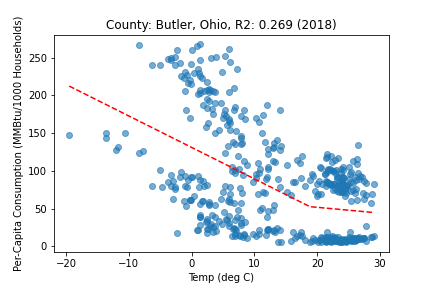 County: Butler, Ohio, R2: 0.269 (2018)
Per-Capita Consumption (MMBtu/1000 Households)
250
200
150
100
50
0
−20 −10 0 10 20 30
Temp (deg C)